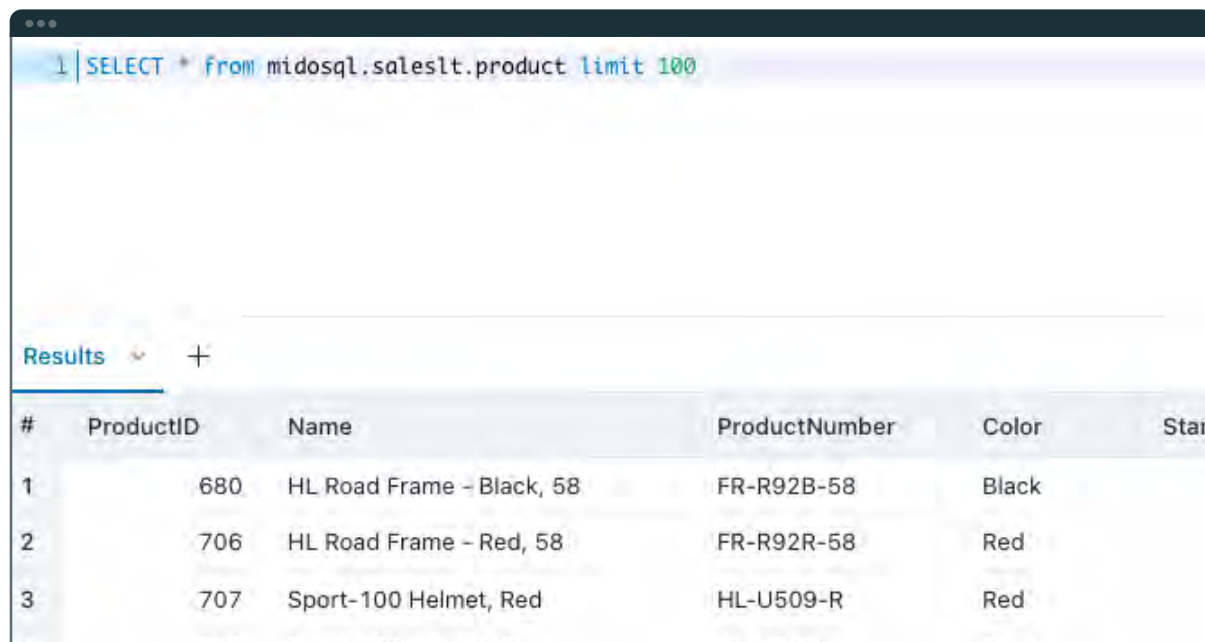 1 SELECT * from midosql.saleslt.product limit 100
Results +
# ProductID Name ProductNumber Color Star
1 680 HL Road Frame - Black, 58 FR-R92B-58 Black
2 706 HL Road Frame - Red, 58 FR-R92R-58 Red
3 707 Sport-100 Helmet, Red HL-U509-R Red